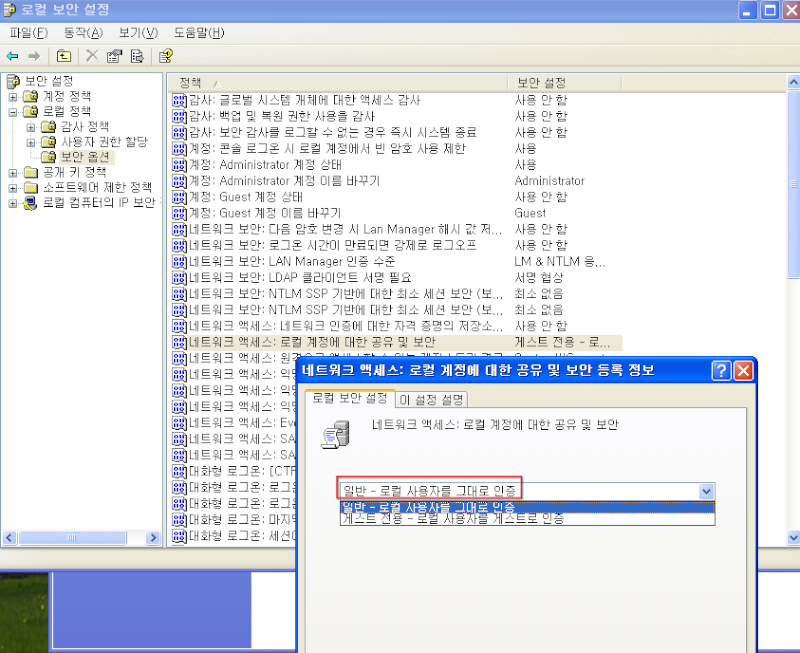 로컬 보안 설정
파일(F) 동작(A) 보기(V) 도움말(H)
보안 설정
계정 정책
로컬 정책
감사 정책
사용자 권한 할당
보안 옵션
공개 키 정책
소프트웨어 제한 정책
로컬 컴퓨터의 IP 보안
정책 보안 설정
감사: 글로벌 시스템 개체에 대한 액세스 감사 사용 안 함
감사: 백업 및 복원 권한 사용을 감사 사용 안 함
감사: 보안 감사를 로그할 수 없는 경우 즉시 시스템 종료 사용 안 함
계정: 콘솔 로그온 시 로컬 계정에서 빈 암호 사용 제한 사용
계정: Administrator 계정 상태 사용
계정: Administrator 계정 이름 바꾸기 Administrator
계정: Guest 계정 상태 사용 안 함
계정: Guest 계정 이름 바꾸기 Guest
네트워크 보안: 다음 암호 변경 시 Lan Manager 해시 값 저... 사용 안 함
네트워크 보안: 로그온 시간이 만료되면 강제로 로그오프 사용 안 함
네트워크 보안: LAN Manager 인증 수준 LM & NTLM 응...
네트워크 보안: LDAP 클라이언트 서명 필요 서명 협상
네트워크 보안: NTLM SSP 기반에 대한 최소 세션 보안 (보... 최소 없음
네트워크 보안: NTLM SSP 기반에 대한 최소 세션 보안 (보... 최소 없음
네트워크 액세스: 네트워크 인증에 대한 자격 증명의 저장소... 사용 안 함
네트워크 액세스: 로컬 계정에 대한 공유 및 보안 게스트 전용 - 로...
네트워크 액세스:
네트워크 액세스: 익명
네트워크 액세스: 익명
네트워크 액세스: 익명
네트워크 액세스: Eve
네트워크 액세스: SA
네트워크 액세스: SA
대화형 로그온: [CTF
대화형 로그온: 로그온
대화형 로그온: 로그온
대화형 로그온: 마지막
대화형 로그온: 세션
네트워크 액세스: 로컬 계정에 대한 공유 및 보안 등록 정보
로컬 보안 설정 이 설정 설명
네트워크 액세스: 로컬 계정에 대한 공유 및 보안
일반 - 로컬 사용자를 그대로 인증
일반 - 로컬 사용자를 그대로 인증
게스트 전용 - 로컬 사용자를 게스트로 인증